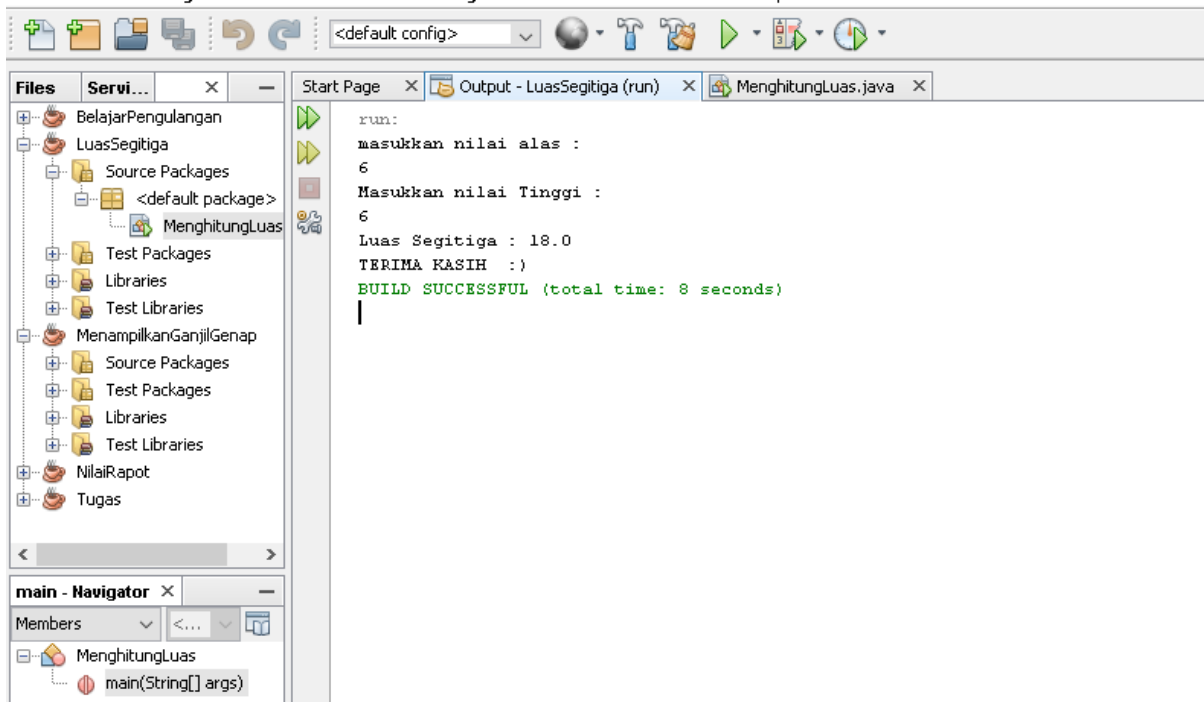 <default config>
Files Servi...
BelajarPengulangan
LuasSegitiga
Source Packages
<default package>
MenghitungLuas
Test Packages
Libraries
Test Libraries
MenampilkanGanjilGenap
Source Packages
Test Packages
Libraries
Test Libraries
NilaiRapot
Tugas
main - Navigator
Members <...
MenghitungLuas
main(String[] args)
Start Page Output - LuasSegitiga (run) MenghitungLuas.java
run:
masukkan nilai alas :
6
Masukkan nilai Tinggi :
6
Luas Segitiga : 18.0
TERIMA KASIH :)
BUILD SUCCESSFUL (total time: 8 seconds)